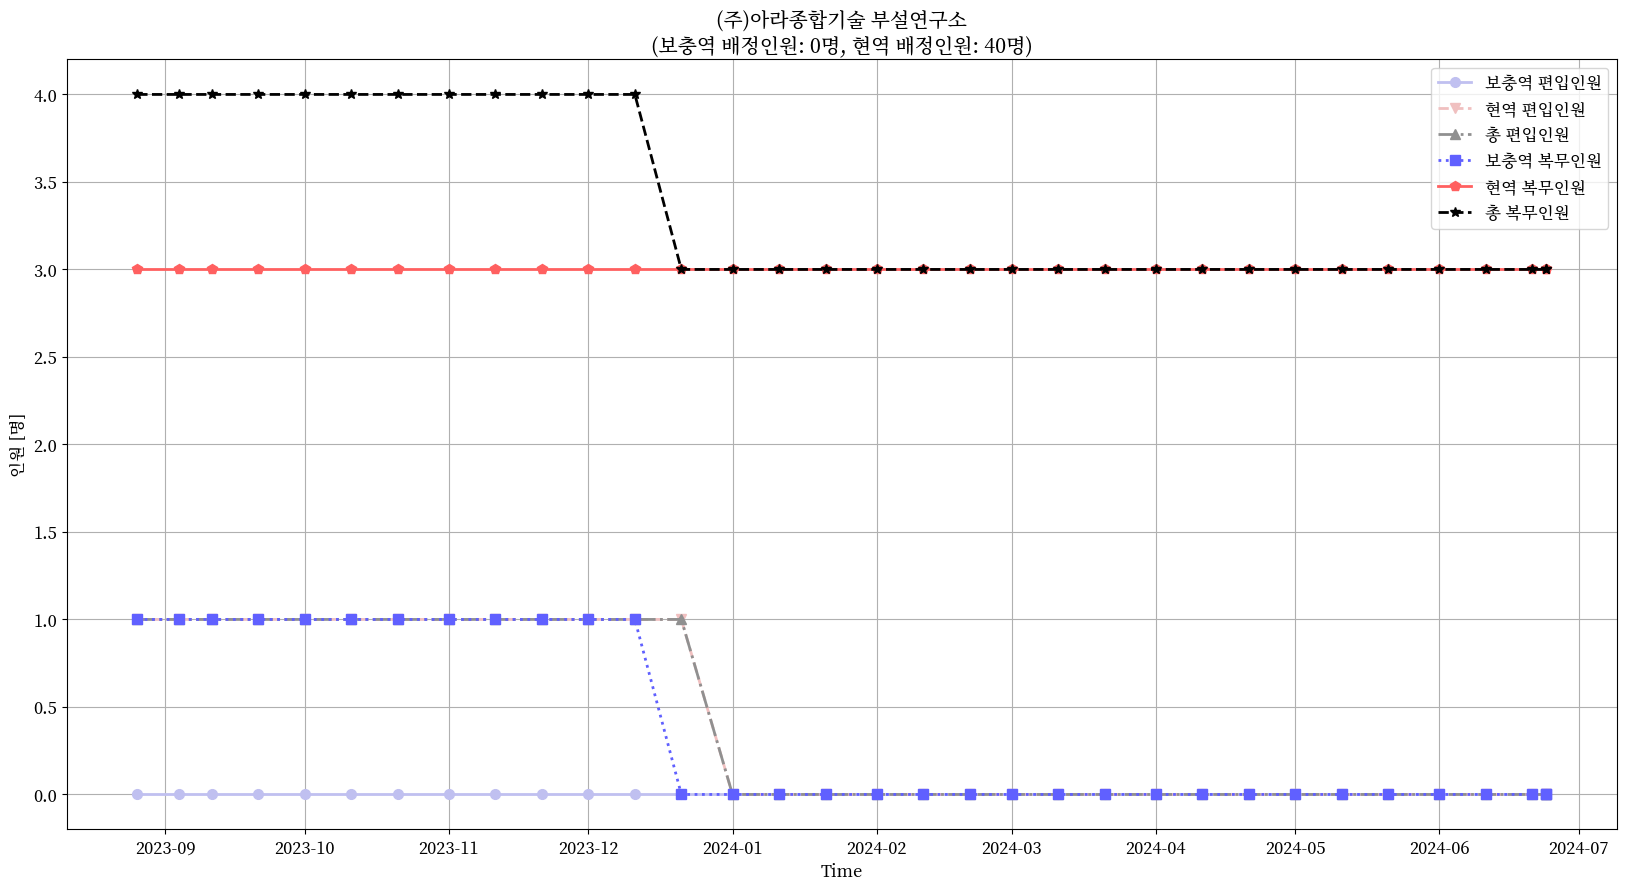 (주)아라종합기술 부설연구소
(보충역 배정인원: 0명, 현역 배정인원: 40명)
보충역 편입인원
현역 편입인원
총 편입인원
보충역 복무인원
현역 복무인원
총 복무인원
4.0
3.5
3.0
2.5
2.0
1.5
1.0
0.5
0.0
인원 [명]
2023-09 2023-10 2023-11 2023-12 2024-01 2024-02 2024-03 2024-04 2024-05 2024-06 2024-07
Time